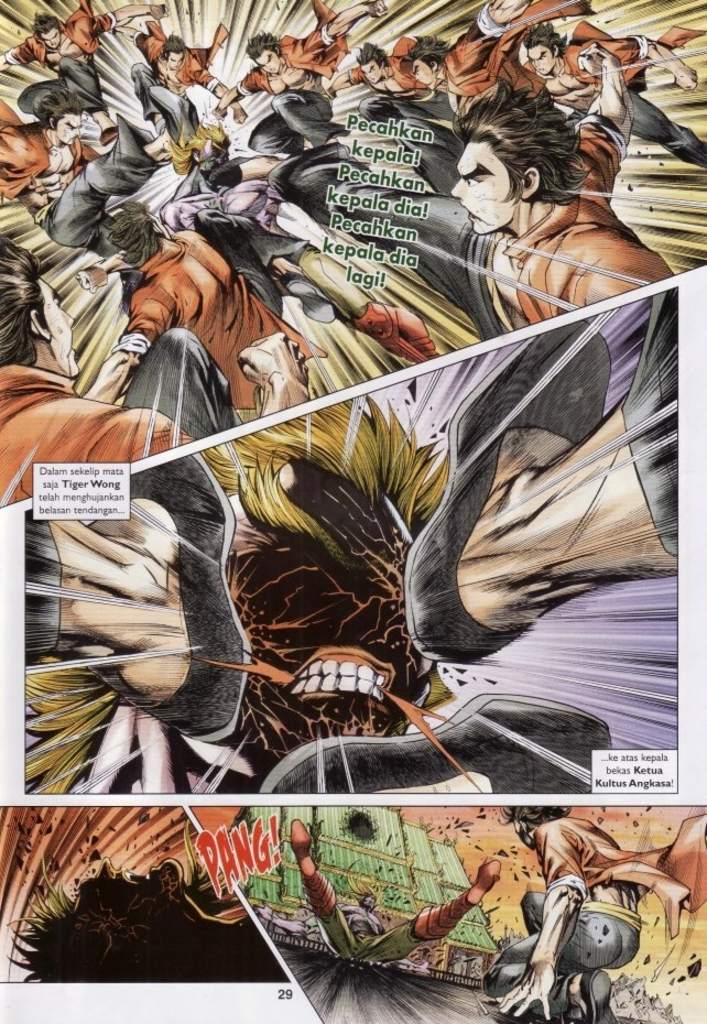 Pecahkan
kepala!
Pecahkan
kepala dia!
Pecahkan
kepala dia
lagi!
Dalam sekelip mata
saja Tiger Wong
telah menghujankan
belasan tendangan...
...ke atas kepala
bekas Ketua
Kultus Angkasa!
PANG!
29